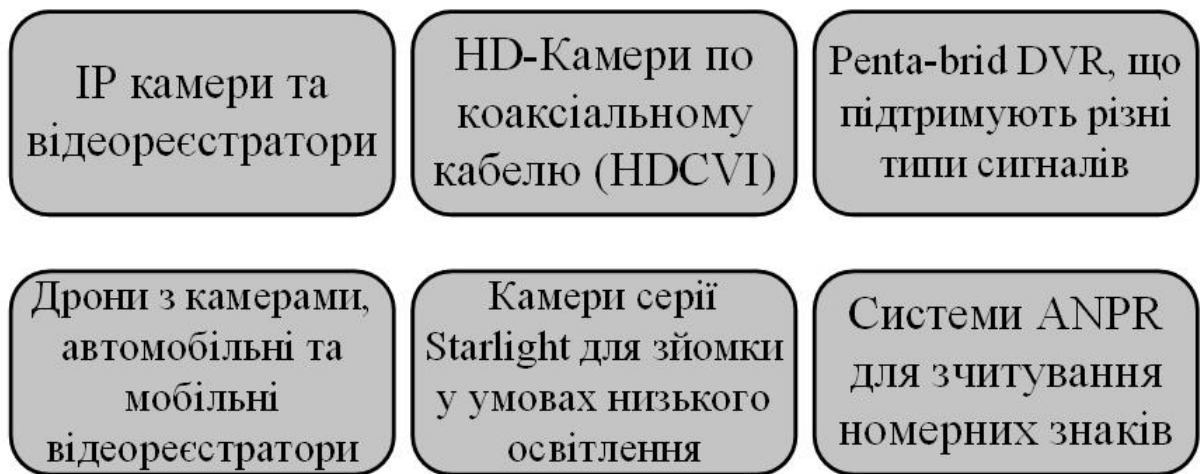 IP камери та
відеореєстратори
HD-Камери по
коаксіальному
кабелю (HDCVI)
Penta-brid DVR, що
підтримують різні
типи сигналів
Дрони з камерами,
автомобільні та
мобільні
відеореєстратори
Камери серії
Starlight для зйомки
у умовах низького
освітлення
Системи ANPR
для зчитування
номерних знаків